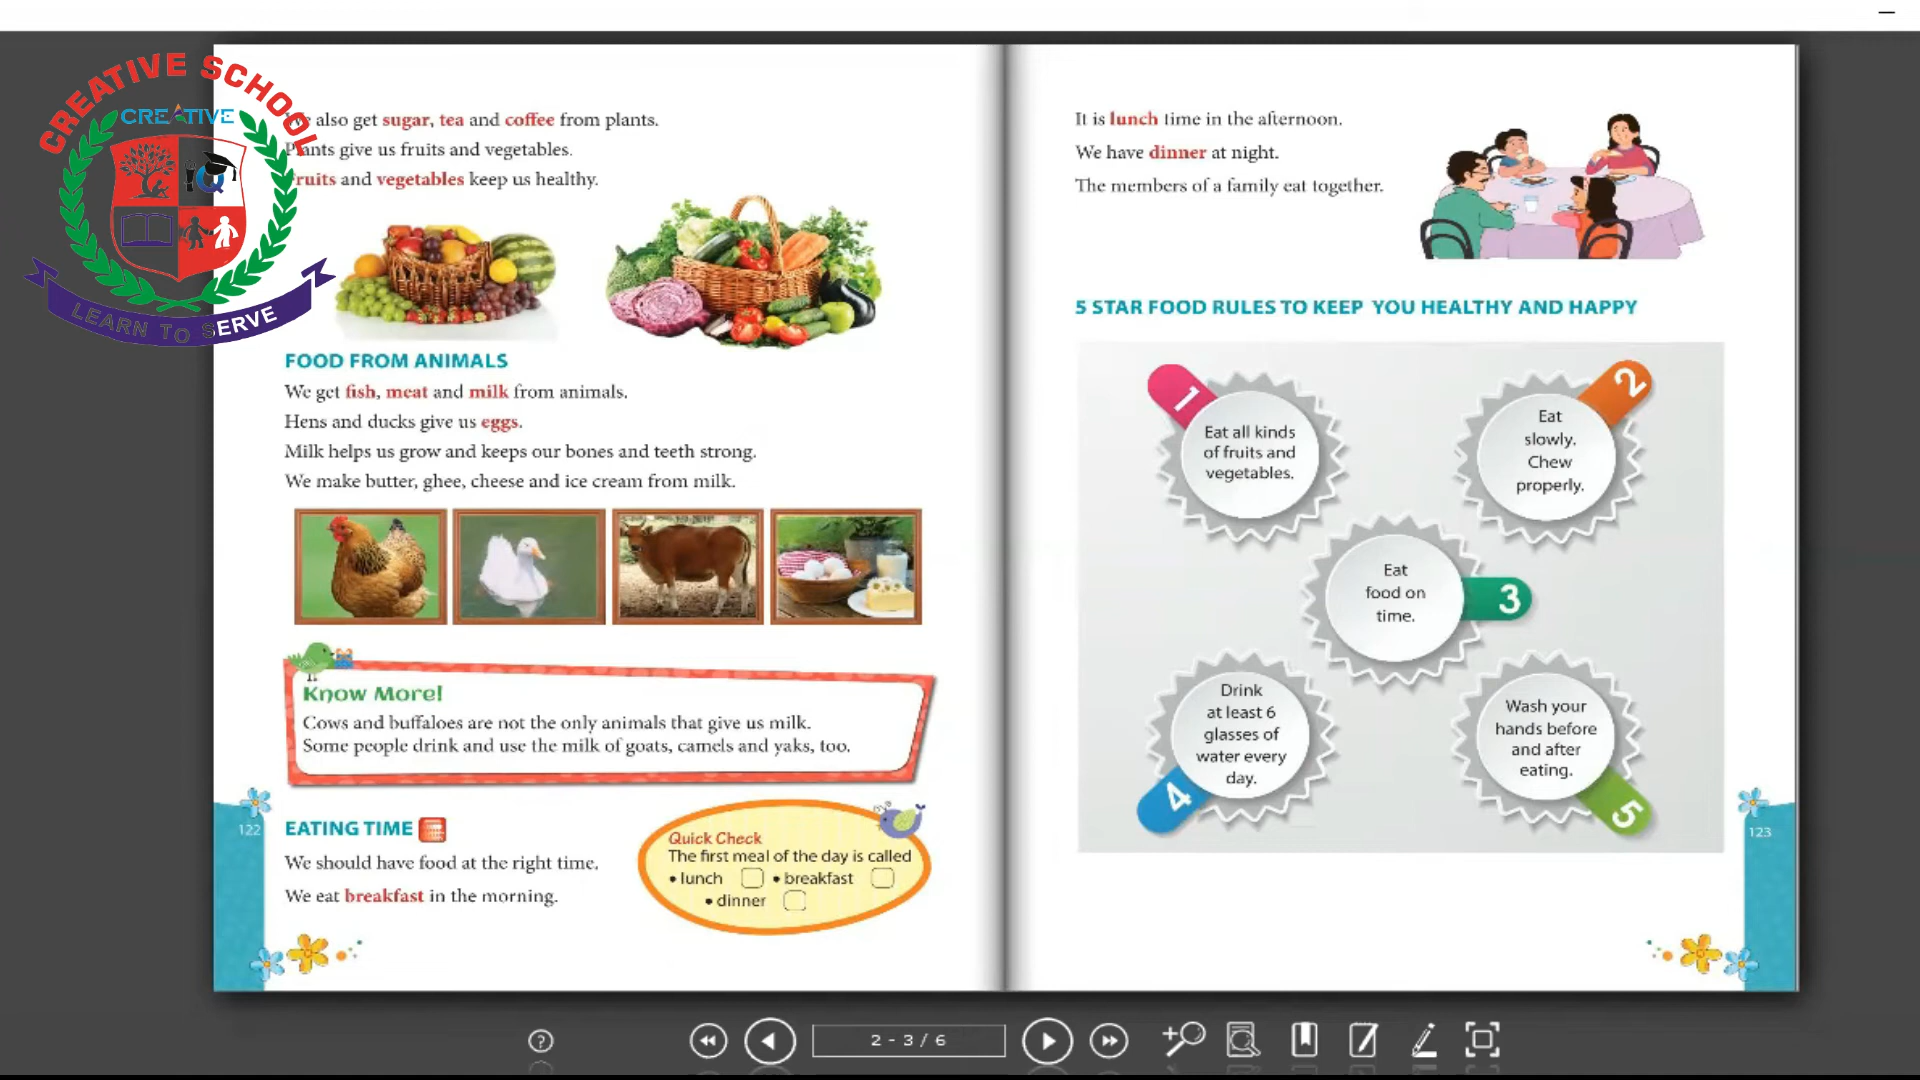 CREATIVE SCHOOL
CREATIVE
LEARN TO SERVE
We also get sugar, tea and coffee from plants.
Plants give us fruits and vegetables.
Fruits and vegetables keep us healthy.
FOOD FROM ANIMALS
We get fish, meat and milk from animals.
Hens and ducks give us eggs.
Milk helps us grow and keeps our bones and teeth strong.
We make butter, ghee, cheese and ice cream from milk.
Know More!
Cows and buffaloes are not the only animals that give us milk.
Some people drink and use the milk of goats, camels and yaks, too.
122
EATING TIME
We should have food at the right time,
We eat breakfast in the morning.
Quick Check
The first meal of the day is called
• lunch • breakfast
• dinner
It is lunch time in the afternoon.
We have dinner at night.
The members of a family eat together.
5 STAR FOOD RULES TO KEEP YOU HEALTHY AND HAPPY
1
Eat all kinds
of fruits and
vegetables.
2
Eat
slowly.
Chew
properly.
3
Eat
food on
time.
4
Drink
at least 6
glasses of
water every
day.
5
Wash your
hands before
and after
eating.
123
2 - 3 / 6